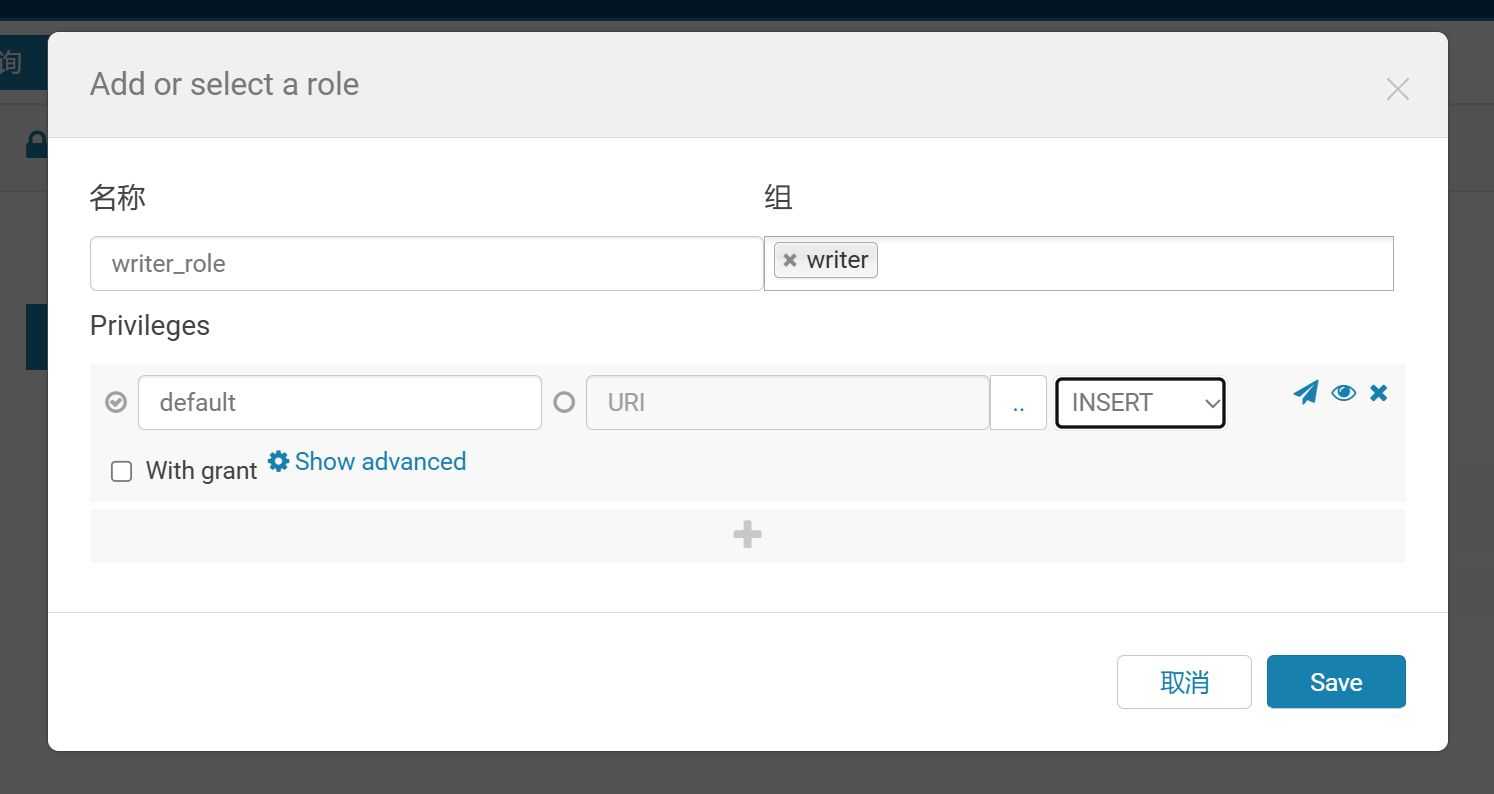 询
Add or select a role
名称 组
writer_role writer
Privileges
default URI .. INSERT
With grant Show advanced
取消 Save